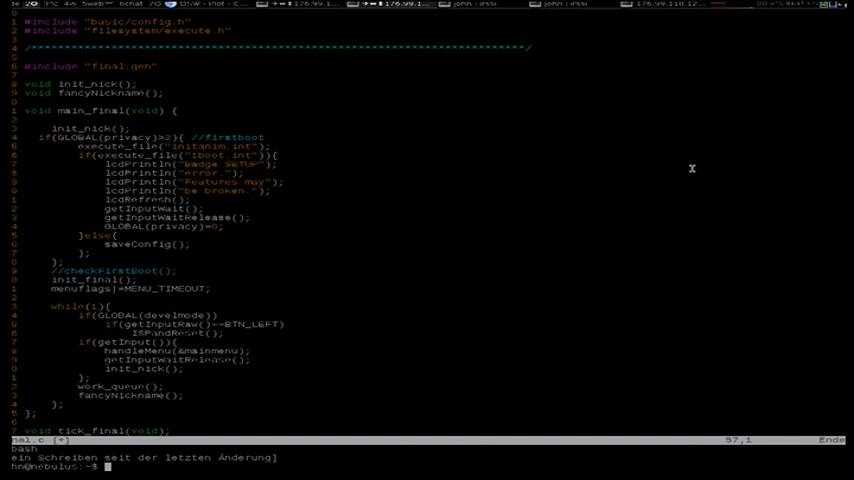 #include "basic/config.h"
#include "filesystem/execute.h"
#include "final.gen"
void init_nick();
void fancyNickname();
void main_final(void) {
init_nick();
if(GLOBAL(privacy)>2){ //firstboot
execute_file("initanim.int");
if(execute_file("1boot.int")){
lcdPrintln("Badge SETUP");
lcdPrintln("error.");
lcdPrintln("Features may");
lcdPrintln("be broken.");
lcdRefresh();
getInputWait();
getInputWaitRelease();
GLOBAL(privacy)=0;
}else{
saveConfig();
};
};
//checkFirstBoot();
init_final();
menuflags|=MENU_TIMEOUT;
while(1){
if(GLOBAL(develmode))
if(getInputRaw()==BTN_LEFT)
ISPandReset();
if(getInput()){
handleMenu(&mainmenu);
getInputWaitRelease();
init_nick();
};
work_queue();
fancyNickname();
};
};
void tick_final(void);
nal.c [+] 57,1 Ende
bash
ein Schreiben seit der letzten Änderung]
hn@nebulus:~$